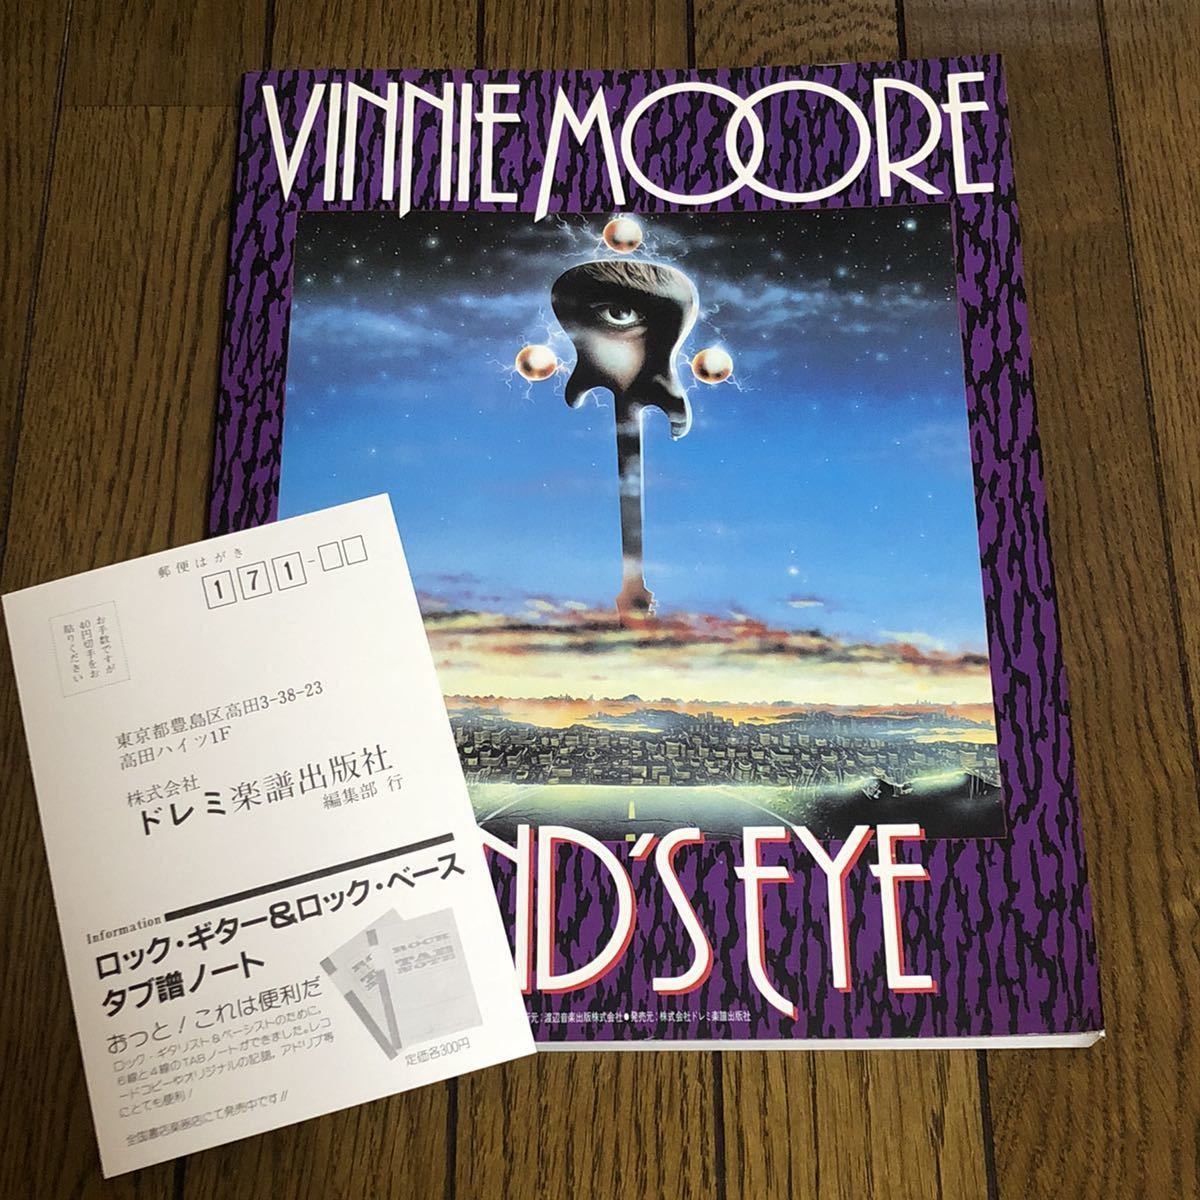 VINNIE MOORE
ND'S EYE
元;渡辺音楽出版株式会社●発売元;株式会社ドレミ楽譜出版社
郵便はがき
171-
お手数ですが
40円切手をお
貼りください
東京都豊島区高田3-38-23
高田ハイツ1F
株式会社
ドレミ楽譜出版社
編集部 行
Information
ロック・ギター&ロック・ベース
タブ譜ノート
おっと!これは便利だ
ロック・ギタリスト&ベーシストのために、
6線と4線のTABノートができました。レコ
ードコピーやオリジナルの記譜、アドリブ等
にとても便利!
全国書店楽器店にて発売中です!!
ROCK
TAB
NOTE
定価各300円